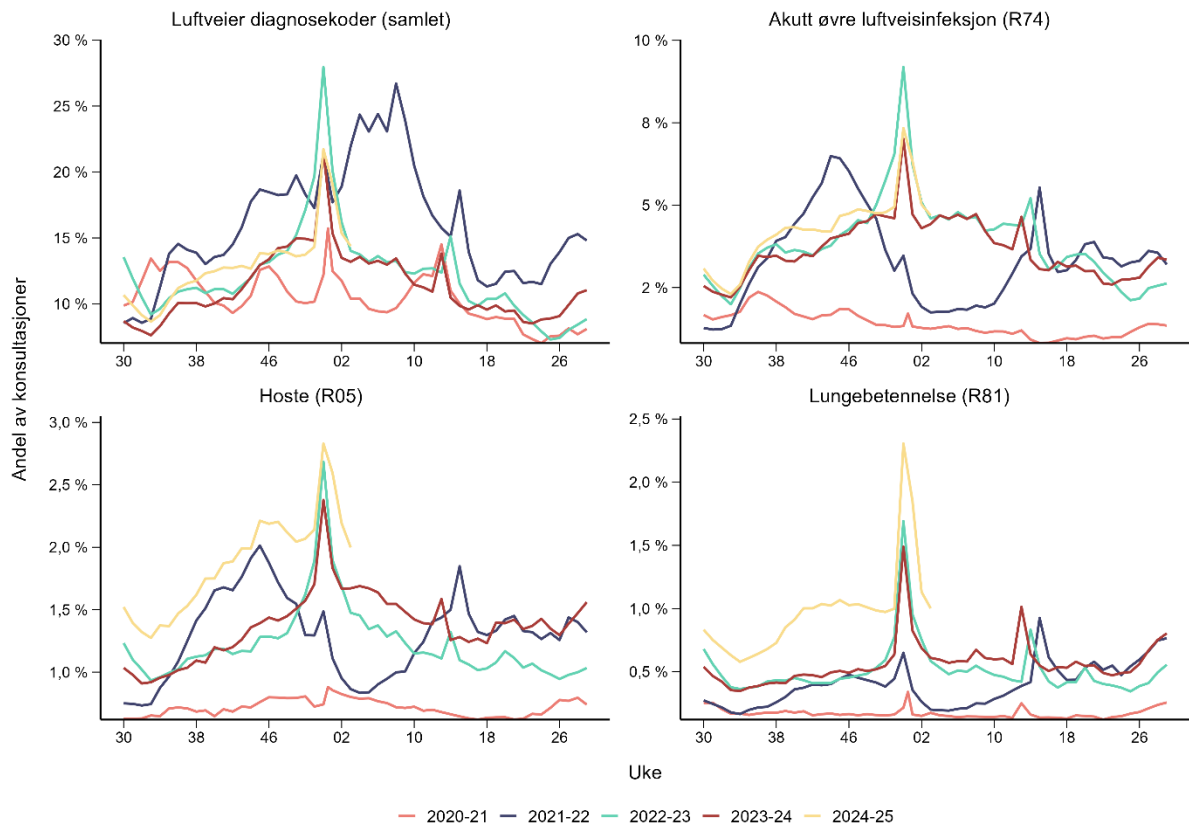 Luftveier diagnosekoder (samlet)
30 %
25 %
20 %
15 %
10 %
30 38 46 02 10 18 26
Akutt øvre luftveisinfeksjon (R74)
10 %
8 %
5 %
2 %
30 38 46 02 10 18 26
Hoste (R05)
3,0 %
2,5 %
2,0 %
1,5 %
1,0 %
30 38 46 02 10 18 26
Lungebetennelse (R81)
2,5 %
2,0 %
1,5 %
1,0 %
0,5 %
30 38 46 02 10 18 26
Andel av konsultasjoner
Uke
2020-21 2021-22 2022-23 2023-24 2024-25